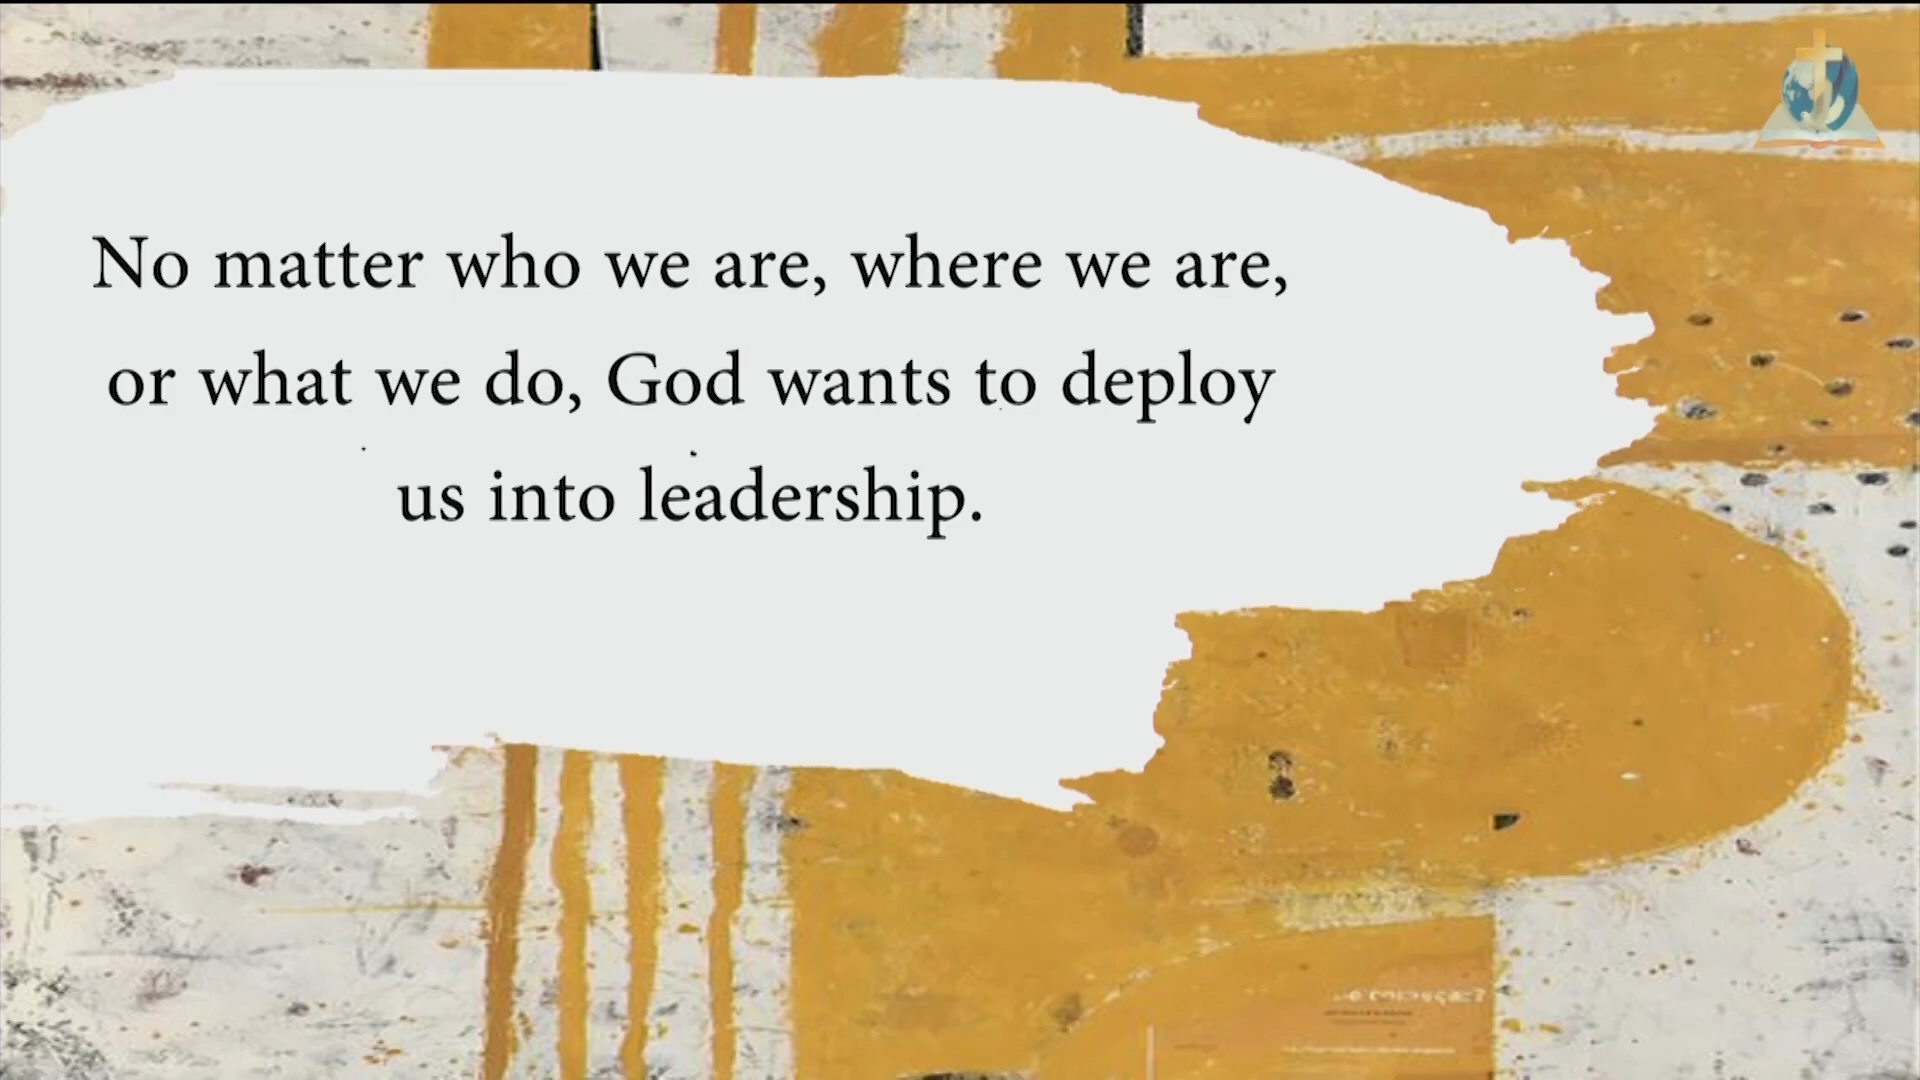 No matter who we are, where we are,
or what we do, God wants to deploy
us into leadership.